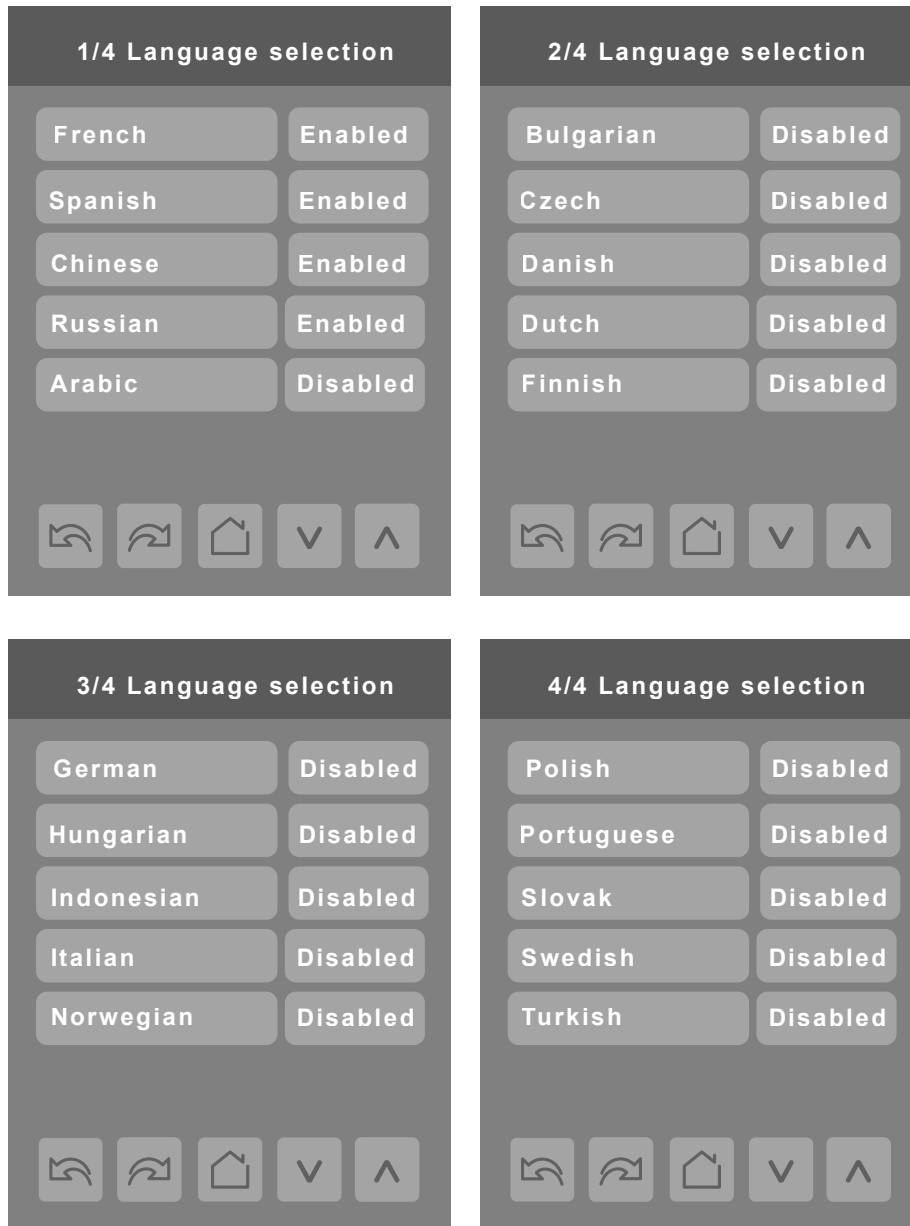 1/4 Language selection
French Enabled
Spanish Enabled
Chinese Enabled
Russian Enabled
Arabic Disabled
2/4 Language selection
Bulgarian Disabled
Czech Disabled
Danish Disabled
Dutch Disabled
Finnish Disabled
3/4 Language selection
German Disabled
Hungarian Disabled
Indonesian Disabled
Italian Disabled
Norwegian Disabled
4/4 Language selection
Polish Disabled
Portuguese Disabled
Slovak Disabled
Swedish Disabled
Turkish Disabled